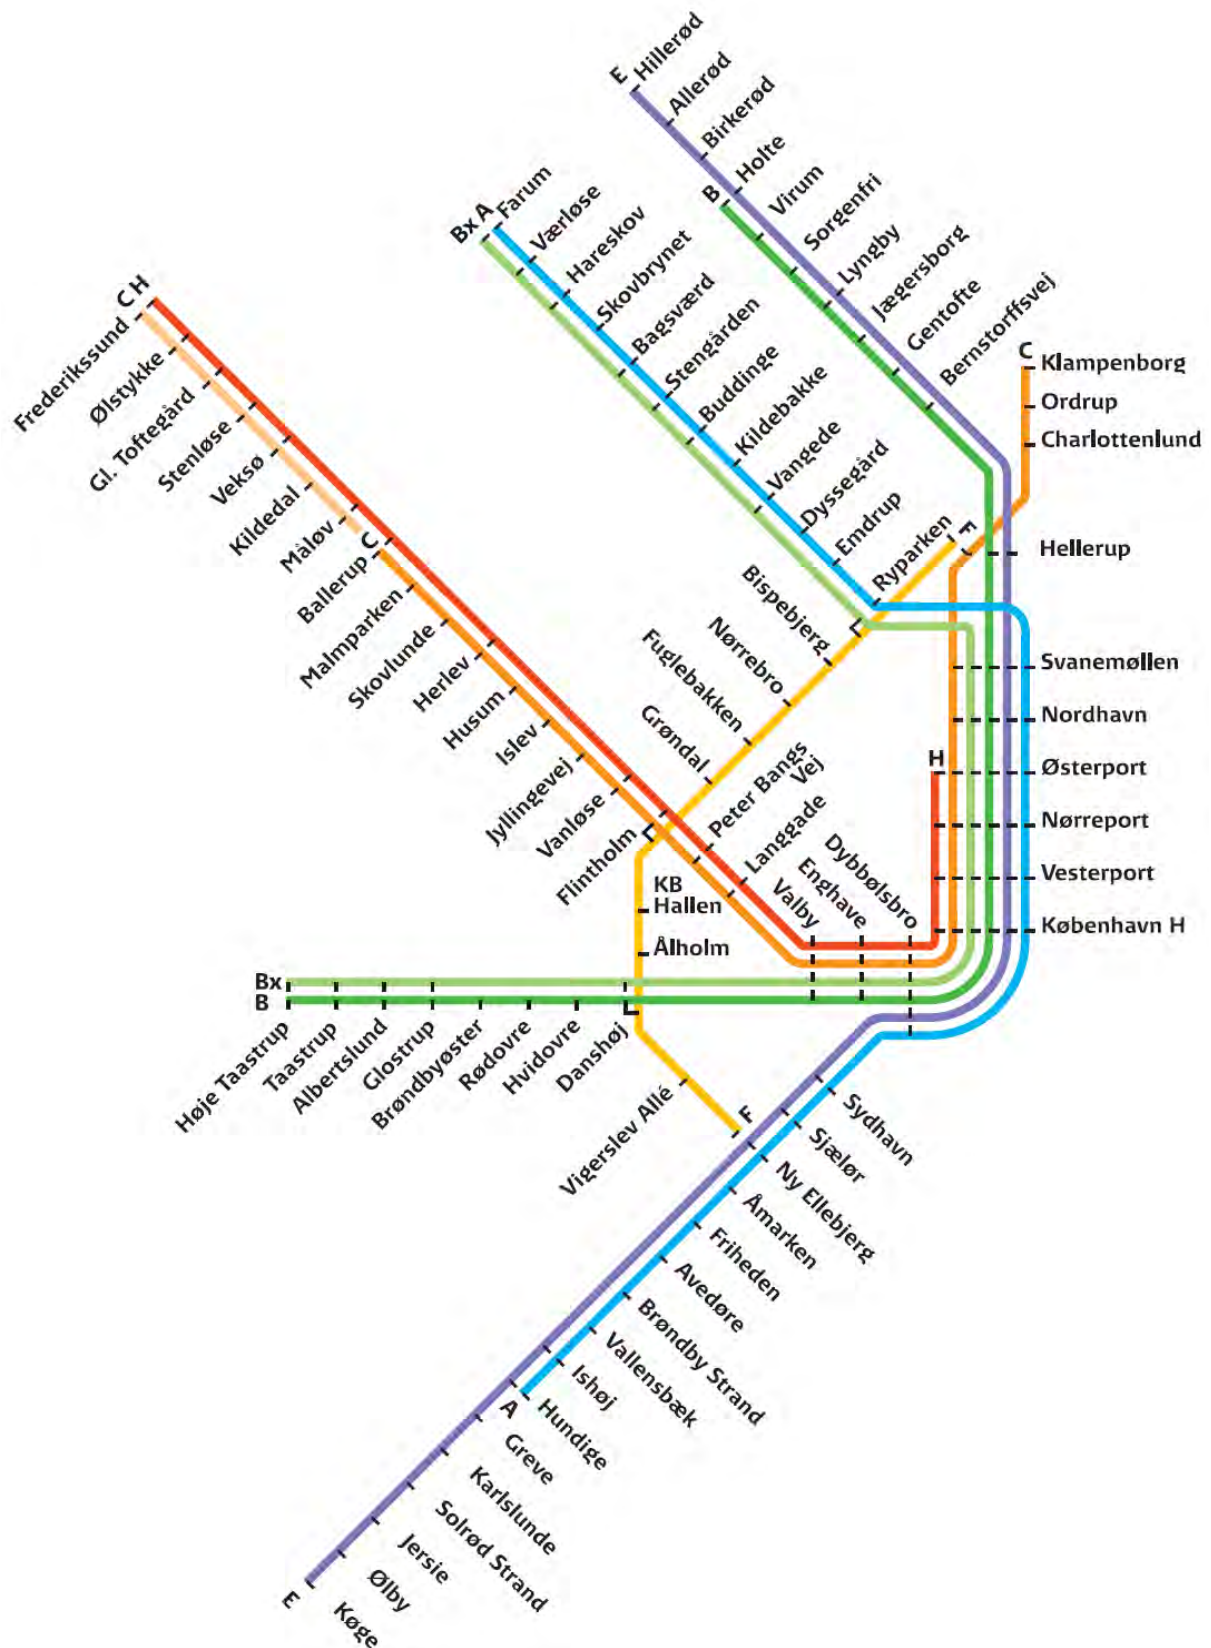 E
Hillerød
Allerød
Birkerød
Holte
B
Virum
Sorgenfri
Lyngby
Jægersborg
Gentofte
Bernstorffsvej
Bx A
Farum
Værløse
Hareskov
Skovbrynet
Bagsværd
Stengården
Buddinge
Kildebakke
Vangede
Dyssegård
Emdrup
Ryparken
F
C
Klampenborg
Ordrup
Charlottenlund
Hellerup
Svanemøllen
Nordhavn
H
Østerport
Nørreport
Vesterport
København H
C H
Frederikssund
Ølstykke
Gl. Toftegård
Stenløse
Veksø
Kildedal
Måløv
C
Ballerup
Malmparken
Skovlunde
Herlev
Husum
Islev
Jyllingevej
Vanløse
Flintholm
Bispebjerg
Nørrebro
Fuglebakken
Grøndal
Peter Bangs
Vej
Langgade
Valby
Enghave
Dybbølsbro
KB
Hallen
Ålholm
Bx
B
Høje Taastrup
Taastrup
Albertslund
Glostrup
Brøndbyøster
Rødovre
Hvidovre
Danshøj
Vigerslev Allé
F
Sydhavn
Sjælør
Ny Ellebjerg
Åmarken
Friheden
Avedøre
Brøndby Strand
Vallensbæk
Ishøj
A
Hundige
Greve
Karlslunde
Solrød Strand
Jersie
Ølby
E
Køge